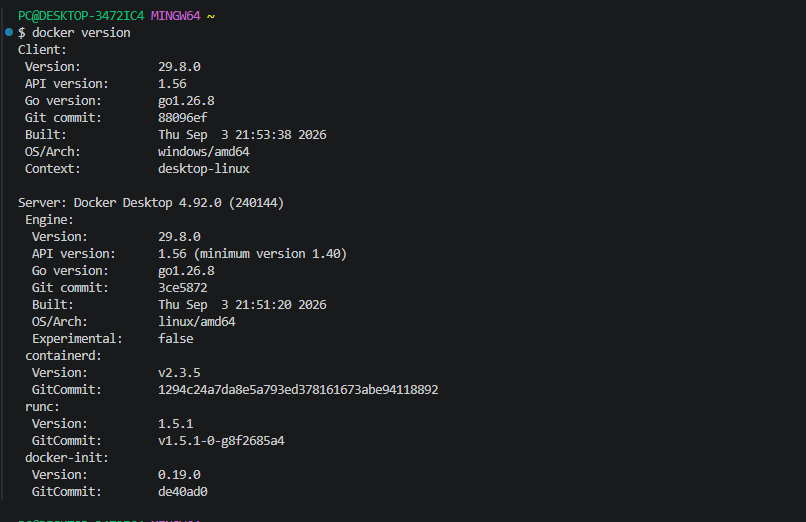 PC@DESKTOP-3472IC4 MINGW64 ~
$ docker version
Client:
 Version:           29.8.0
 API version:       1.56
 Go version:        go1.26.8
 Git commit:        88096ef
 Built:             Thu Sep  3 21:53:38 2026
 OS/Arch:           windows/amd64
 Context:           desktop-linux

Server: Docker Desktop 4.92.0 (240144)
 Engine:
  Version:          29.8.0
  API version:      1.56 (minimum version 1.40)
  Go version:       go1.26.8
  Git commit:       3ce5872
  Built:            Thu Sep  3 21:51:20 2026
  OS/Arch:          linux/amd64
  Experimental:     false
 containerd:
  Version:          v2.3.5
  GitCommit:        1294c24a7da8e5a793ed378161673abe94118892
 runc:
  Version:          1.5.1
  GitCommit:        v1.5.1-0-g8f2685a4
 docker-init:
  Version:          0.19.0
  GitCommit:        de40ad0